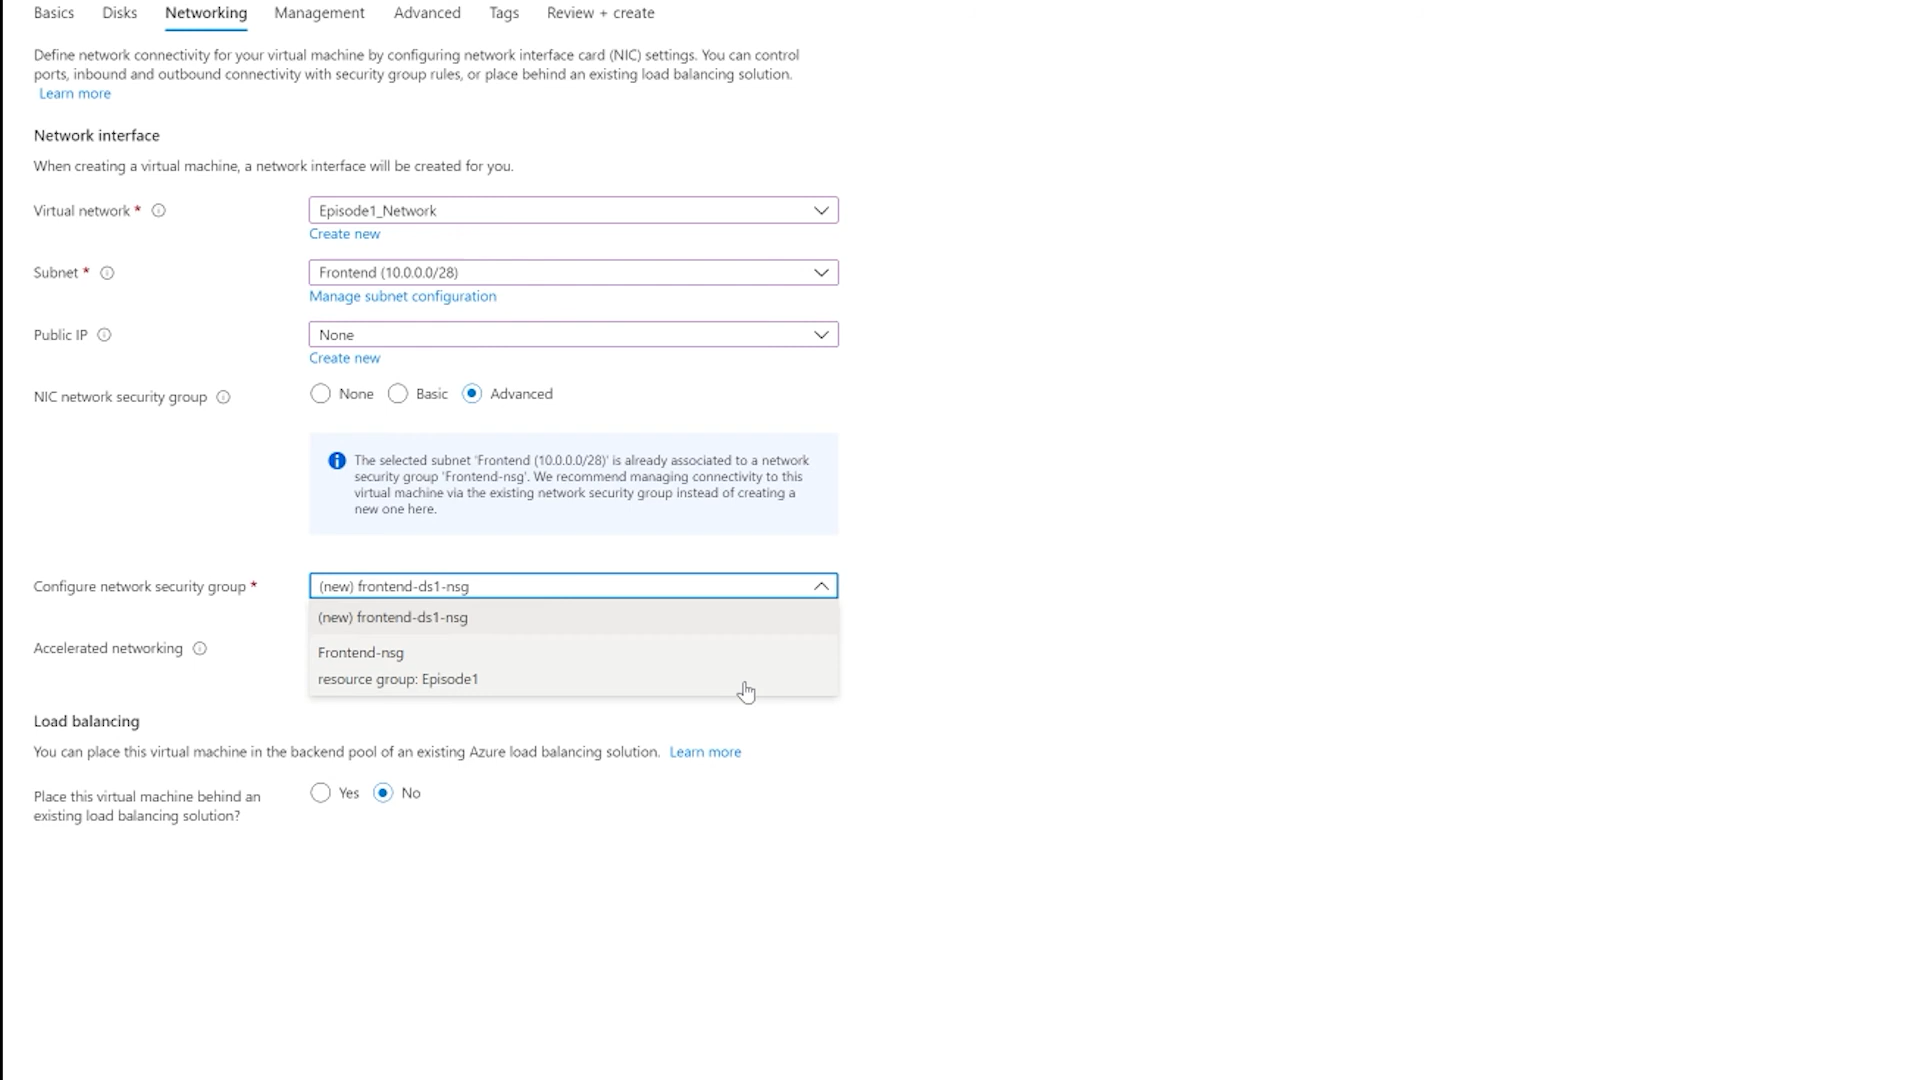 Basics Disks Networking Management Advanced Tags Review + create
Define network connectivity for your virtual machine by configuring network interface card (NIC) settings. You can control
ports, inbound and outbound connectivity with security group rules, or place behind an existing load balancing solution.
Learn more
Network interface
When creating a virtual machine, a network interface will be created for you.
Virtual network * Episode1_Network
Create new
Subnet * Frontend (10.0.0.0/28)
Manage subnet configuration
Public IP None
Create new
NIC network security group None Basic Advanced
The selected subnet 'Frontend (10.0.0.0/28)' is already associated to a network
security group 'Frontend-nsg'. We recommend managing connectivity to this
virtual machine via the existing network security group instead of creating a
new one here.
Configure network security group * (new) frontend-ds1-nsg
(new) frontend-ds1-nsg
Accelerated networking Frontend-nsg
resource group: Episode1
Load balancing
You can place this virtual machine in the backend pool of an existing Azure load balancing solution. Learn more
Place this virtual machine behind an Yes No
existing load balancing solution?